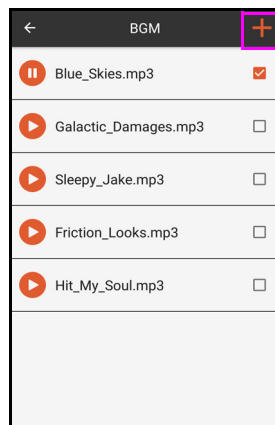 BGM
Blue_Skies.mp3
Galactic_Damages.mp3
Sleepy_Jake.mp3
Friction_Looks.mp3
Hit_My_Soul.mp3